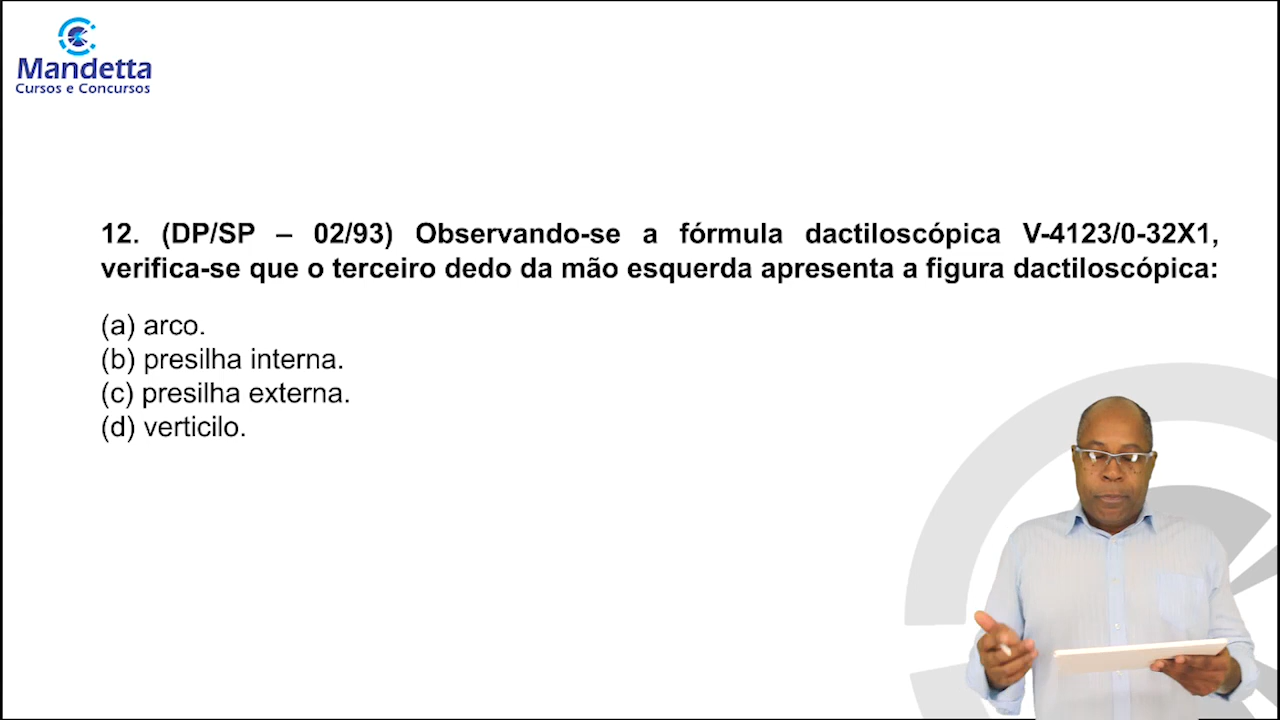 Mandetta
Cursos e Concursos
12. (DP/SP – 02/93) Observando-se a fórmula dactiloscópica V-4123/0-32X1,
verifica-se que o terceiro dedo da mão esquerda apresenta a figura dactiloscópica:
(a) arco.
(b) presilha interna.
(c) presilha externa.
(d) verticilo.